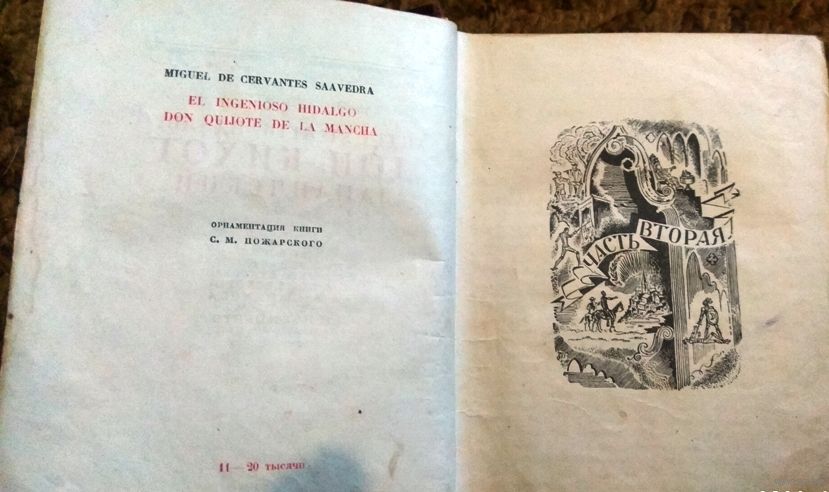 MIGUEL DE CERVANTES SAAVEDRA
EL INGENIOSO HIDALGO
DON QUIJOTE DE LA MANCHA
ОРНАМЕНТАЦИЯ КНИГИ
С. М. ПОЖАРСКОГО
11—20 тысячи.
ЧАСТЬ ВТОРАЯ